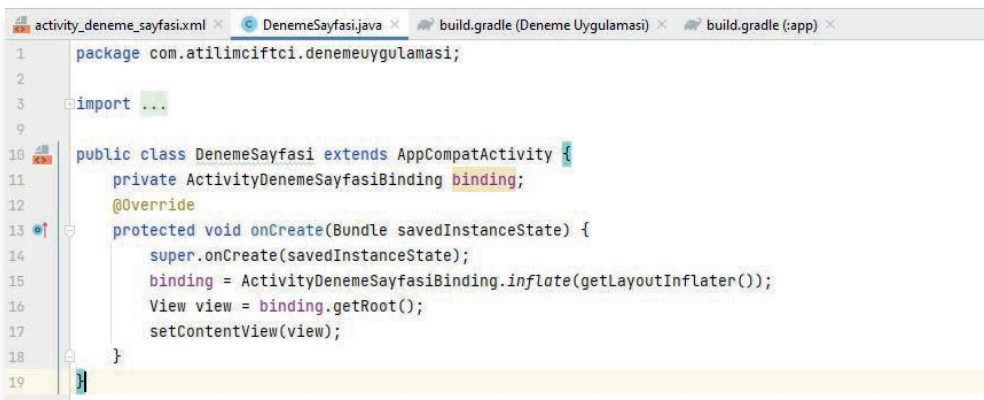 activity_deneme_sayfasi.xml DenemeSayfasi.java build.gradle (Deneme Uygulamasi) build.gradle (:app)
1 package com.atilimciftci.denemeuygulamasi;
2
3 import ...
9
10 public class DenemeSayfasi extends AppCompatActivity {
11 private ActivityDenemeSayfasiBinding binding;
12 @Override
13 protected void onCreate(Bundle savedInstanceState) {
14 super.onCreate(savedInstanceState);
15 binding = ActivityDenemeSayfasiBinding.inflate(getLayoutInflater());
16 View view = binding.getRoot();
17 setContentView(view);
18 }
19 }